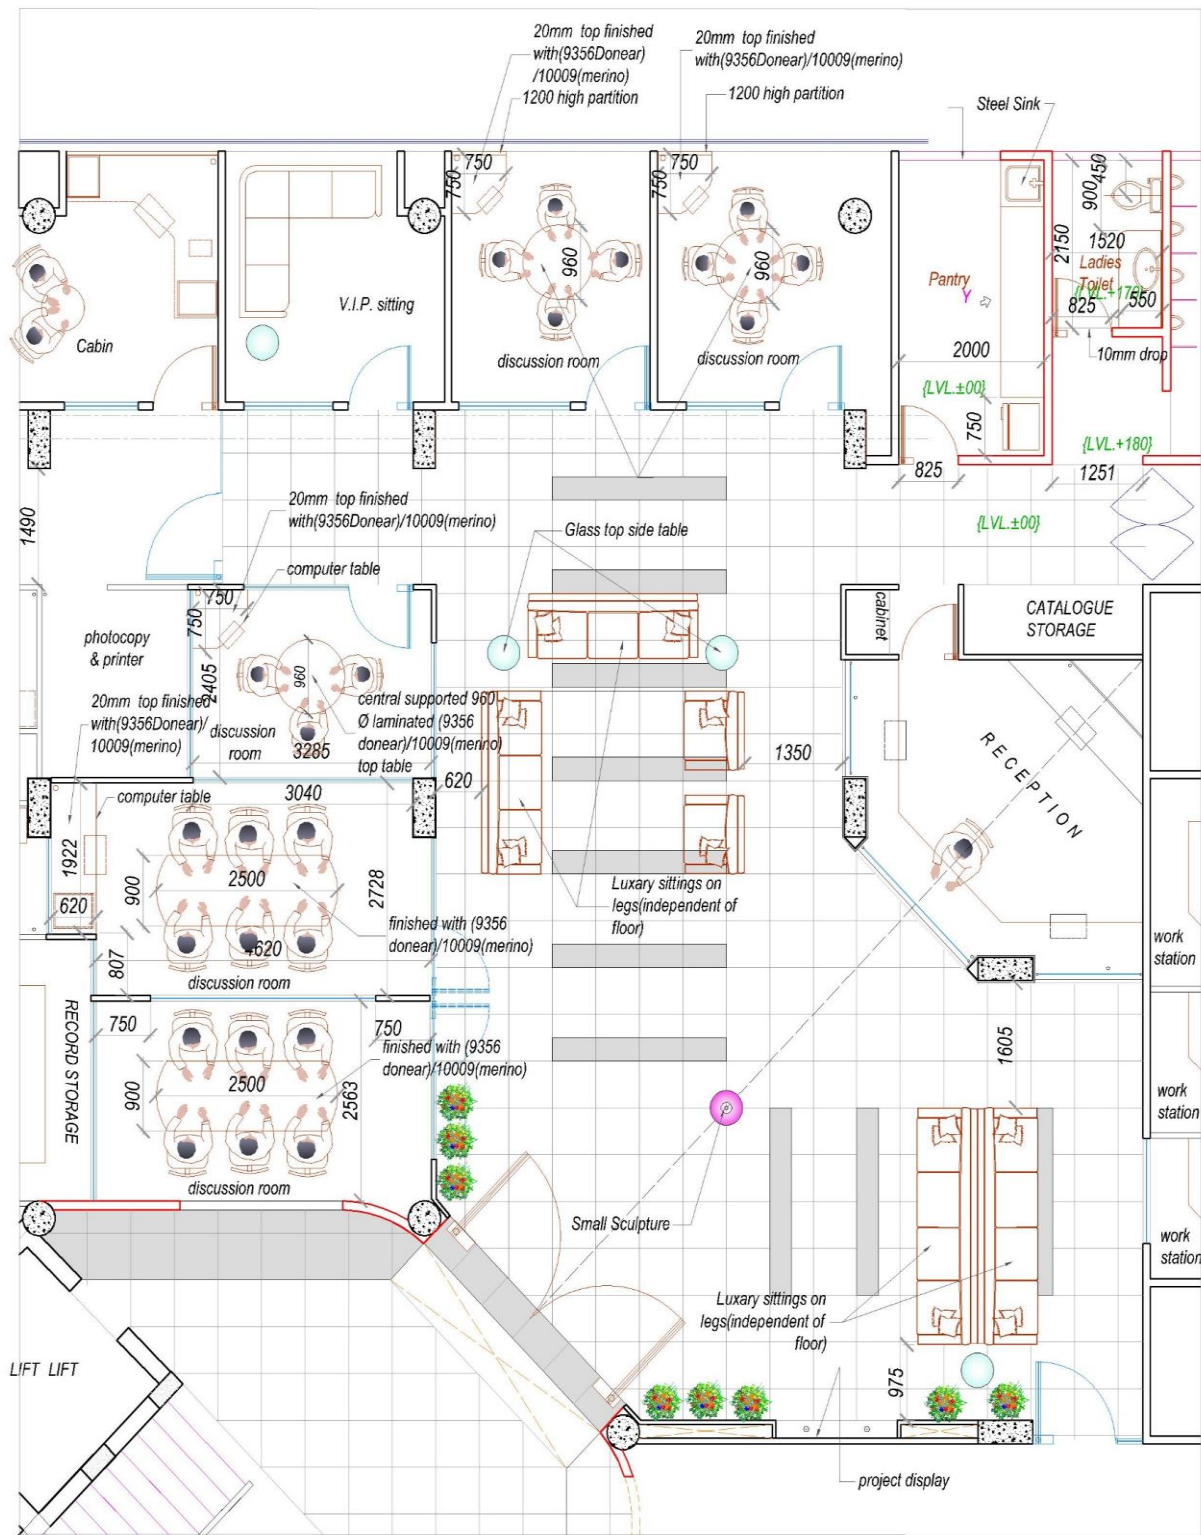 20mm top finished
with(9356Donear)
/10009(merino)
1200 high partition
20mm top finished
with(9356Donear)/10009(merino)
1200 high partition
Steel Sink
750
750
750
750
450
900
2150
1520
Ladies
Toilet
{LVL.+170}
825
550
10mm drop
960
960
Pantry
Y
V.I.P. sitting
Cabin
discussion room
discussion room
2000
{LVL.±00}
750
{LVL.+180}
825
1251
{LVL.±00}
1490
20mm top finished
with(9356Donear)/10009(merino)
Glass top side table
computer table
750
750
2405
960
photocopy
& printer
cabinet
CATALOGUE
STORAGE
20mm top finished
with(9356Donear)/
10009(merino)
discussion
room
central supported 960
Ø laminated (9356
donear)/10009(merino)
top table
3285
620
1350
RECEPTION
computer table
3040
1922
620
900
2500
2728
Luxary sittings on
legs(independent of
floor)
finished with (9356
donear)/10009(merino)
4620
807
discussion room
work
station
RECORD STORAGE
750
750
finished with (9356
donear)/10009(merino)
900
2500
2563
1605
work
station
discussion room
Small Sculpture
work
station
Luxary sittings on
legs(independent of
floor)
975
LIFT LIFT
project display